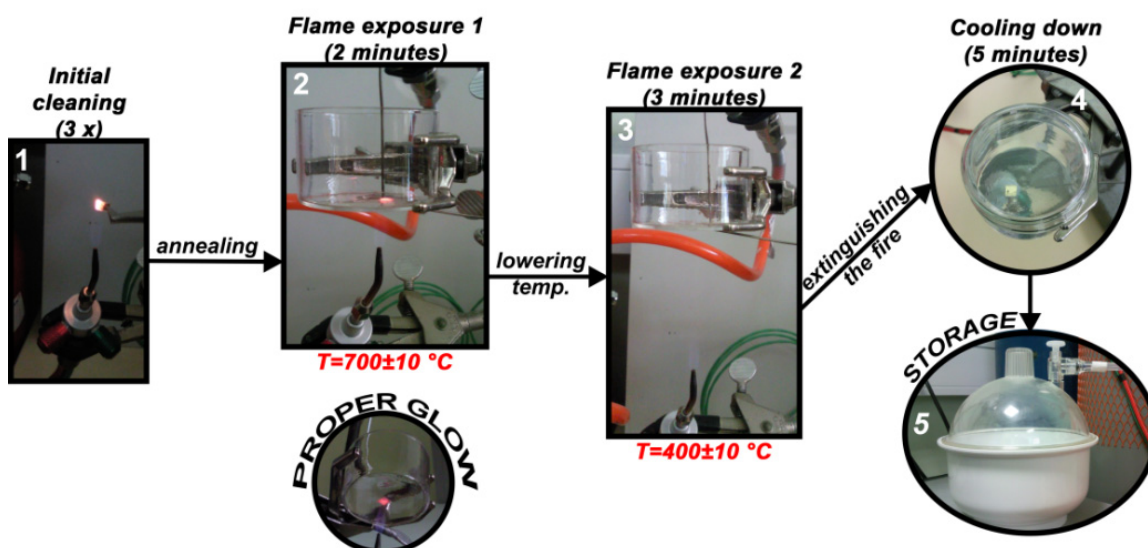 Initial
cleaning
(3 x)
1
annealing
Flame exposure 1
(2 minutes)
2
T=700±10 °C
PROPER GLOW
lowering
temp.
Flame exposure 2
(3 minutes)
3
T=400±10 °C
extinguishing
the fire
Cooling down
(5 minutes)
4
STORAGE
5